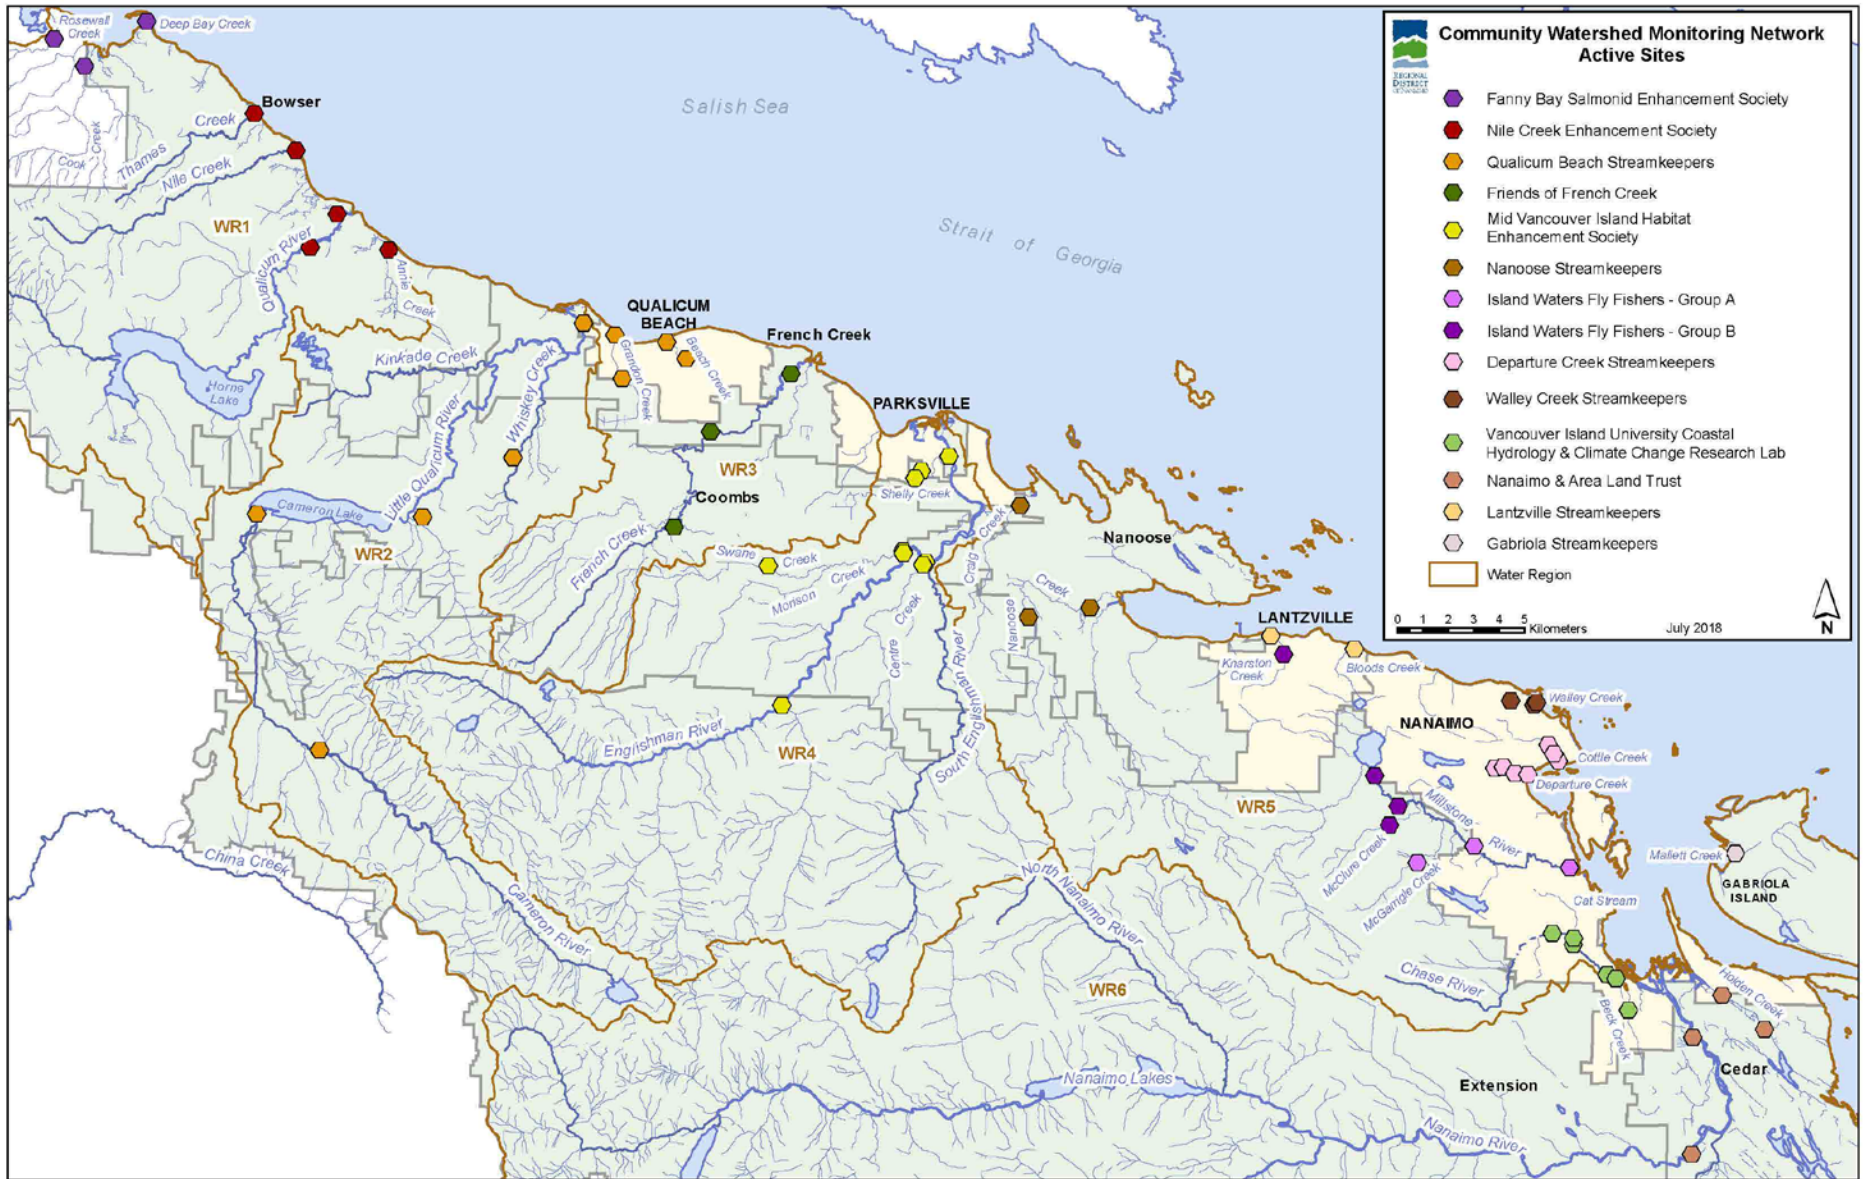 Community Watershed Monitoring Network
Active Sites
REGIONAL
DISTRICT
Fanny Bay Salmonid Enhancement Society
Nile Creek Enhancement Society
Qualicum Beach Streamkeepers
Friends of French Creek
Mid Vancouver Island Habitat
Enhancement Society
Nanoose Streamkeepers
Island Waters Fly Fishers - Group A
Island Waters Fly Fishers - Group B
Departure Creek Streamkeepers
Walley Creek Streamkeepers
Vancouver Island University Coastal
Hydrology & Climate Change Research Lab
Nanaimo & Area Land Trust
Lantzville Streamkeepers
Gabriola Streamkeepers
Water Region
0 1 2 3 4 5
Kilometers
July 2018
N
Rosewall
Creek
Deep Bay Creek
Bowser
Thames
Creek
Cook
Creek
Nile Creek
WR1
Qualicum River
Annie
Creek
Salish Sea
Strait of Georgia
Horne
Lake
Kinkade Creek
QUALICUM
BEACH
Grandon Creek
Beach Creek
French Creek
Whiskey Creek
Little Qualicum River
PARKSVILLE
Shelly Creek
WR3
Coombs
French Creek
Cameron Lake
WR2
Swane Creek
Morison Creek
Centre Creek
Craig Creek
Nanoose Creek
Nanoose
LANTZVILLE
Knarston
Creek
Bloods Creek
Walley Creek
NANAIMO
Cottle Creek
Departure Creek
Englishman River
WR4
South Englishman River
WR5
Millstone River
McClure Creek
McGarrigle Creek
Mallett Creek
GABRIOLA
ISLAND
Cat Stream
China Creek
Cameron River
North Nanaimo River
WR6
Chase River
Beck Creek
Holden Creek
Nanaimo Lakes
Extension
Cedar
Nanaimo River